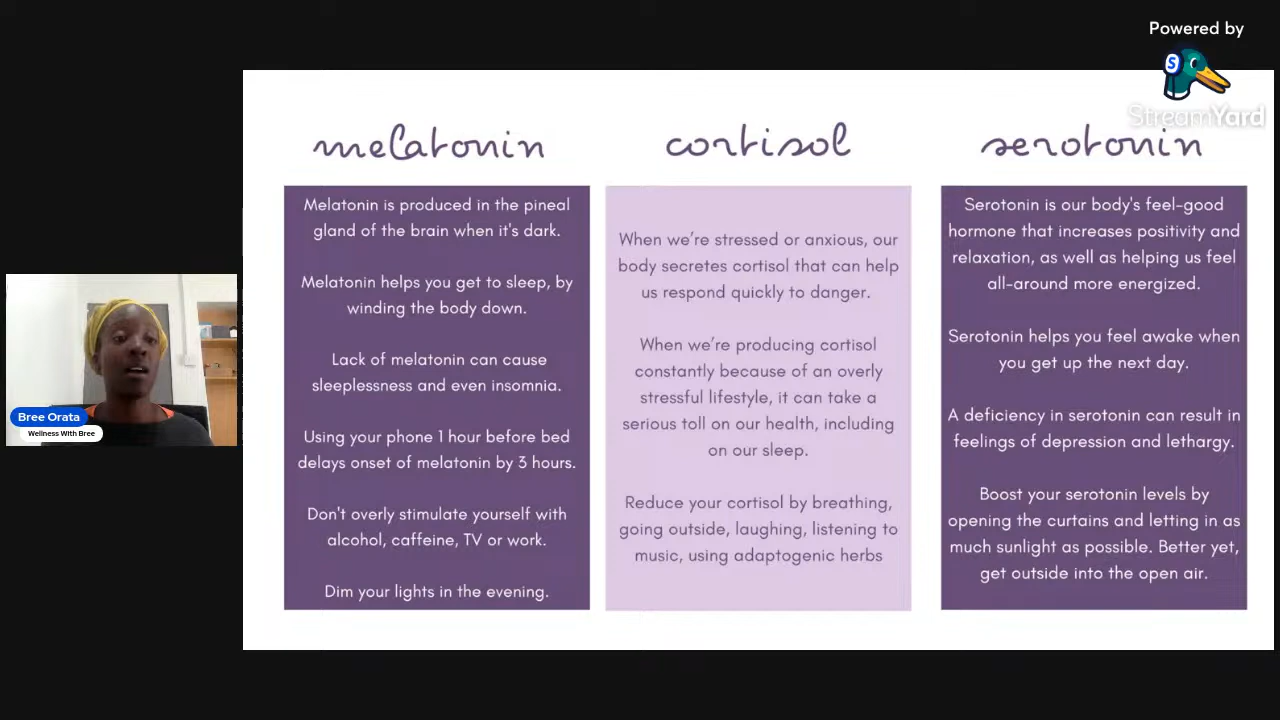 Powered by
StreamYard
melatonin
Melatonin is produced in the pineal
gland of the brain when it's dark.
Melatonin helps you get to sleep, by
winding the body down.
Lack of melatonin can cause
sleeplessness and even insomnia.
Using your phone 1 hour before bed
delays onset of melatonin by 3 hours.
Don't overly stimulate yourself with
alcohol, caffeine, TV or work.
Dim your lights in the evening.
cortisol
When we’re stressed or anxious, our
body secretes cortisol that can help
us respond quickly to danger.
When we’re producing cortisol
constantly because of an overly
stressful lifestyle, it can take a
serious toll on our health, including
on our sleep.
Reduce your cortisol by breathing,
going outside, laughing, listening to
music, using adaptogenic herbs
serotonin
Serotonin is our body's feel-good
hormone that increases positivity and
relaxation, as well as helping us feel
all-around more energized.
Serotonin helps you feel awake when
you get up the next day.
A deficiency in serotonin can result in
feelings of depression and lethargy.
Boost your serotonin levels by
opening the curtains and letting in as
much sunlight as possible. Better yet,
get outside into the open air.
Bree Orata
Wellness With Bree